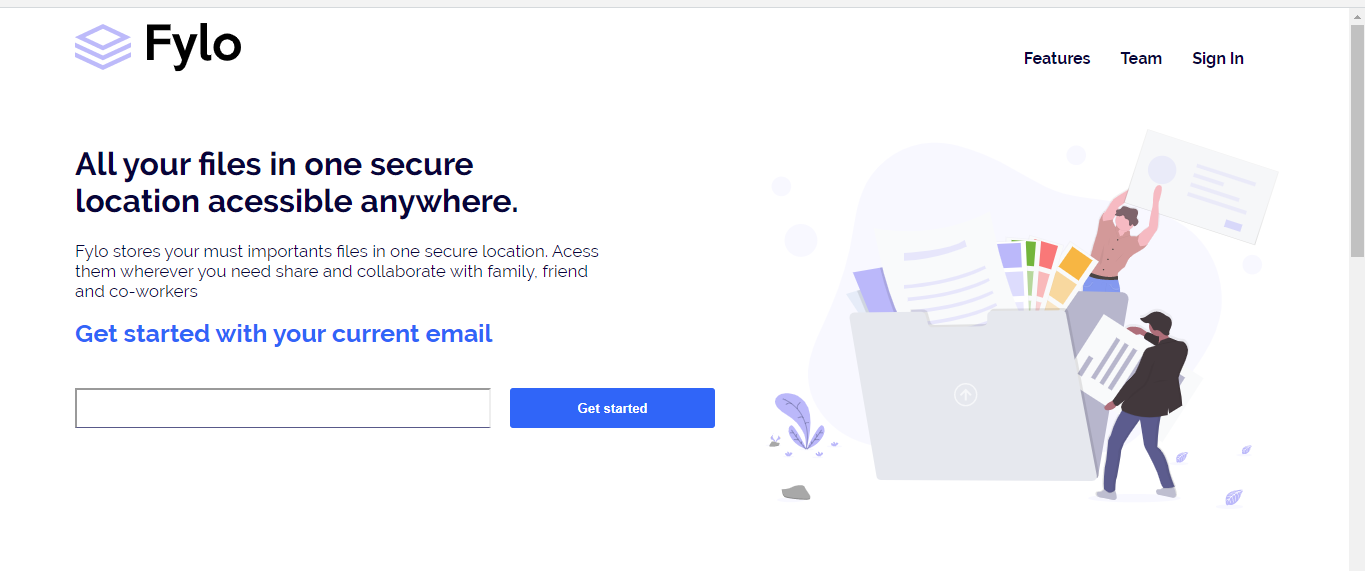 Fylo
Features Team Sign In
All your files in one secure
location acessible anywhere.
Fylo stores your must importants files in one secure location. Acess
them wherever you need share and collaborate with family, friend
and co-workers
Get started with your current email
Get started